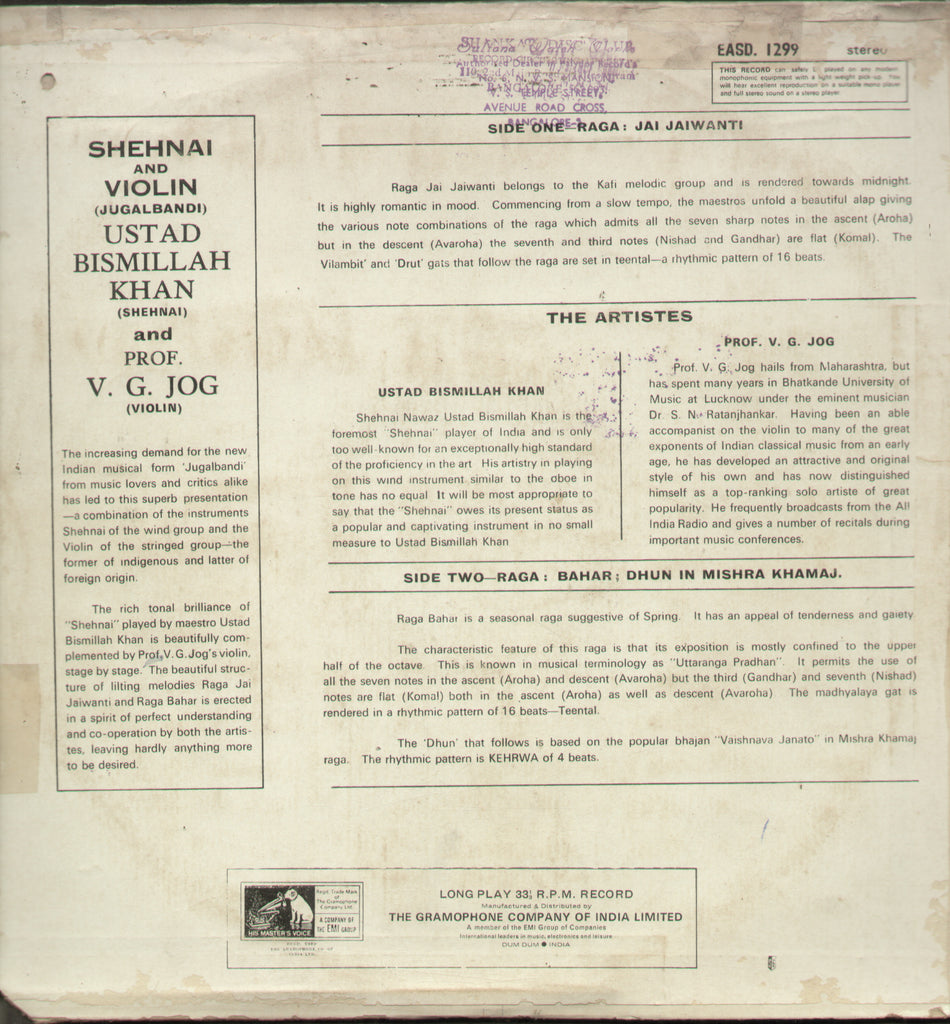 EASD. 1299 stereo
THIS RECORD can safely be played on any modern
monophonic equipment with a light weight pick-up. You
will hear excellent reproduction on a suitable mono player
and full stereo sound on a stereo player.
Authorised Dealer
V. S. TEMPLE STREET,
AVENUE ROAD CROSS,
BANGALORE-2
SHEHNAI
AND
VIOLIN
(JUGALBANDI)
USTAD
BISMILLAH
KHAN
(SHEHNAI)
and
PROF.
V. G. JOG
(VIOLIN)
The increasing demand for the new
Indian musical form 'Jugalbandi'
from music lovers and critics alike
has led to this superb presentation
—a combination of the instruments
Shehnai of the wind group and the
Violin of the stringed group—the
former of indigenous and latter of
foreign origin.
The rich tonal brilliance of
"Shehnai" played by maestro Ustad
Bismillah Khan is beautifully com-
plemented by Prof. V. G. Jog's violin,
stage by stage. The beautiful struc-
ture of lilting melodies Raga Jai
Jaiwanti and Raga Bahar is erected
in a spirit of perfect understanding
and co-operation by both the artis-
tes, leaving hardly anything more
to be desired.
SIDE ONE—RAGA: JAI JAIWANTI
Raga Jai Jaiwanti belongs to the Kafi melodic group and is rendered towards midnight.
It is highly romantic in mood. Commencing from a slow tempo, the maestros unfold a beautiful alap giving
the various note combinations of the raga which admits all the seven sharp notes in the ascent (Aroha)
but in the descent (Avaroha) the seventh and third notes (Nishad and Gandhar) are flat (Komal). The
Vilambit' and 'Drut' gats that follow the raga are set in teental—a rhythmic pattern of 16 beats.
THE ARTISTES
USTAD BISMILLAH KHAN
Shehnai Nawaz Ustad Bismillah Khan is the
foremost "Shehnai" player of India and is only
too well-known for an exceptionally high standard
of the proficiency in the art. His artistry in playing
on this wind instrument similar to the oboe in
tone has no equal. It will be most appropriate to
say that the "Shehnai" owes its present status as
a popular and captivating instrument in no small
measure to Ustad Bismillah Khan
PROF. V. G. JOG
Prof. V. G. Jog hails from Maharashtra, but
has spent many years in Bhatkande University of
Music at Lucknow under the eminent musician
Dr. S. N. Ratanjhankar. Having been an able
accompanist on the violin to many of the great
exponents of Indian classical music from an early
age, he has developed an attractive and original
style of his own and has now distinguished
himself as a top-ranking solo artiste of great
popularity. He frequently broadcasts from the All
India Radio and gives a number of recitals during
important music conferences.
SIDE TWO—RAGA: BAHAR; DHUN IN MISHRA KHAMAJ.
Raga Bahar is a seasonal raga suggestive of Spring. It has an appeal of tenderness and gaiety
The characteristic feature of this raga is that its exposition is mostly confined to the upper
half of the octave. This is known in musical terminology as "Uttaranga Pradhan". It permits the use of
all the seven notes in the ascent (Aroha) and descent (Avaroha) but the third (Gandhar) and seventh (Nishad)
notes are flat (Komal) both in the ascent (Aroha) as well as descent (Avaroha) The madhyalaya gat is
rendered in a rhythmic pattern of 16 beats—Teental.
The 'Dhun' that follows is based on the popular bhajan "Vaishnava Janato" in Mishra Khamaj
raga. The rhythmic pattern is KEHRWA of 4 beats.
HIS MASTER'S VOICE
Regd. Trade Mark
of The
Gramophone
Company Ltd.
A COMPANY OF
THE EMI GROUP
LONG PLAY 33⅓ R.P.M. RECORD
Manufactured & Distributed by
THE GRAMOPHONE COMPANY OF INDIA LIMITED
A member of the EMI Group of Companies
International leaders in music, electronics and leisure
DUM DUM ● INDIA